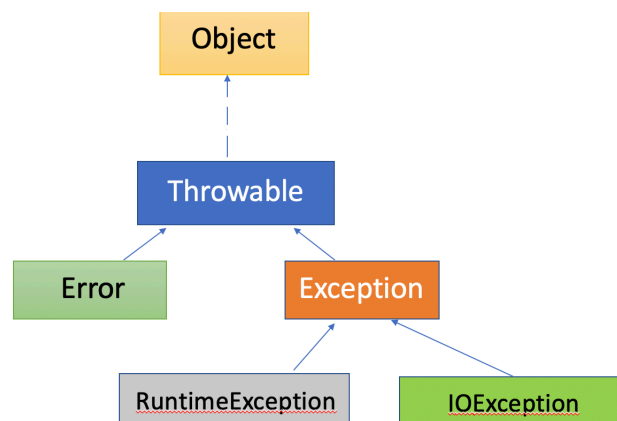 Object
Throwable
Error
Exception
RuntimeException
IOException